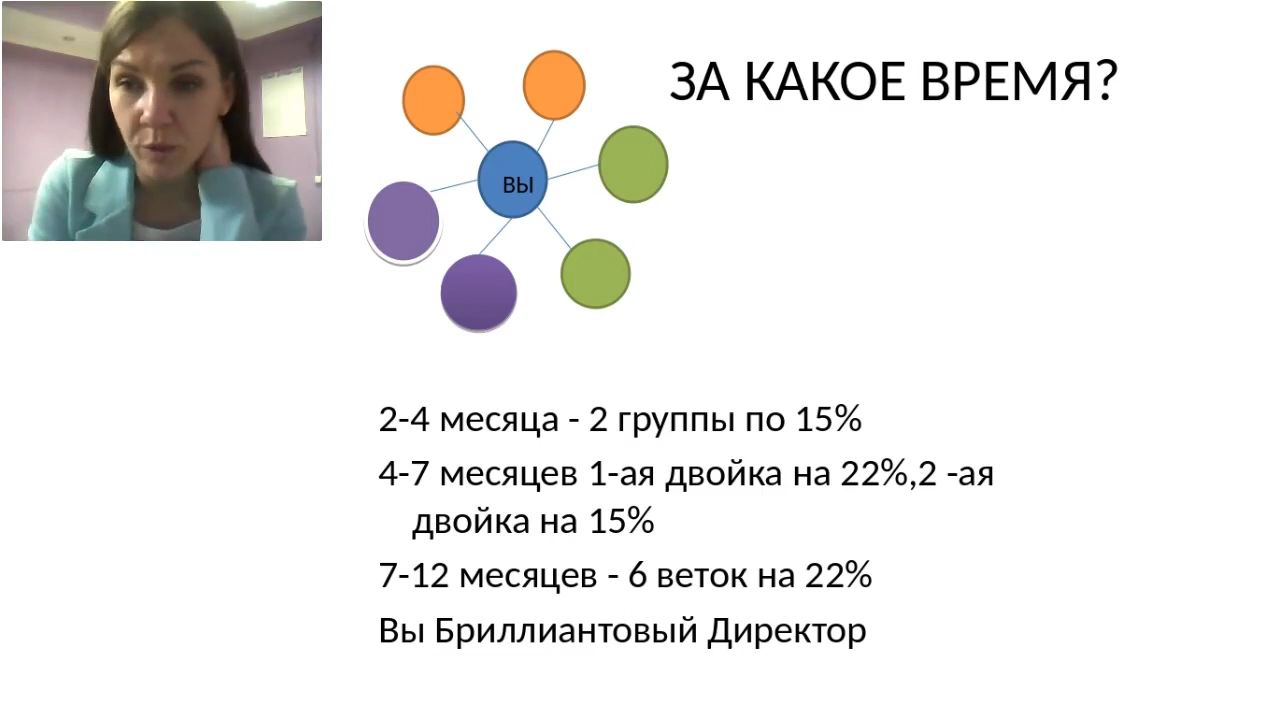 ЗА КАКОЕ ВРЕМЯ?
ВЫ
2-4 месяца - 2 группы по 15%
4-7 месяцев 1-ая двойка на 22%,2 -ая
двойка на 15%
7-12 месяцев - 6 веток на 22%
Вы Бриллиантовый Директор